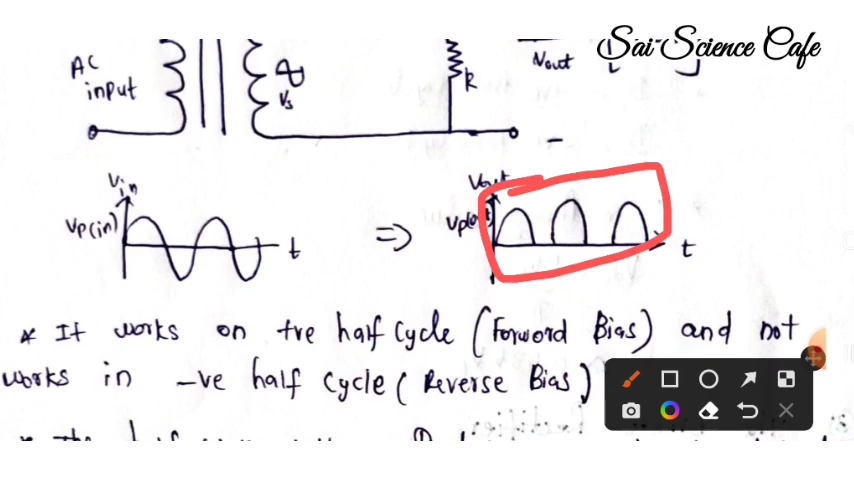 Sai Science Cafe
AC
input
Vs
R
Vout
Vin
Vp(in)
t
=>
Vout
t
* It works on +ve half cycle (Forword Bias) and not
works in -ve half cycle (Reverse Bias)